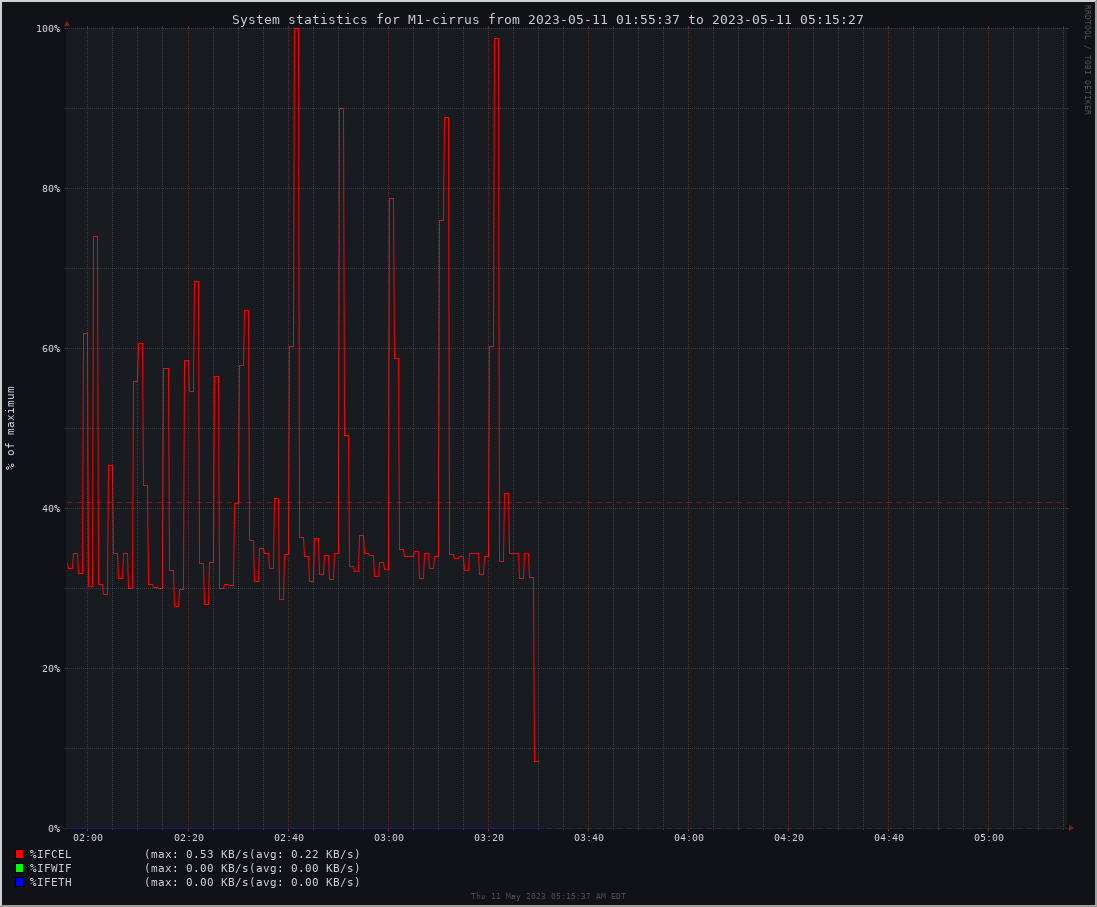 System statistics for M1-cirrus from 2023-05-11 01:55:37 to 2023-05-11 05:15:27
RRDTOOL / TOBI OETIKER
% of maximum
100%
80%
60%
40%
20%
0%
02:00 02:20 02:40 03:00 03:20 03:40 04:00 04:20 04:40 05:00
%IFCEL (max: 0.53 KB/s(avg: 0.22 KB/s)
%IFWIF (max: 0.00 KB/s(avg: 0.00 KB/s)
%IFETH (max: 0.00 KB/s(avg: 0.00 KB/s)
Thu 11 May 2023 05:15:37 AM EDT